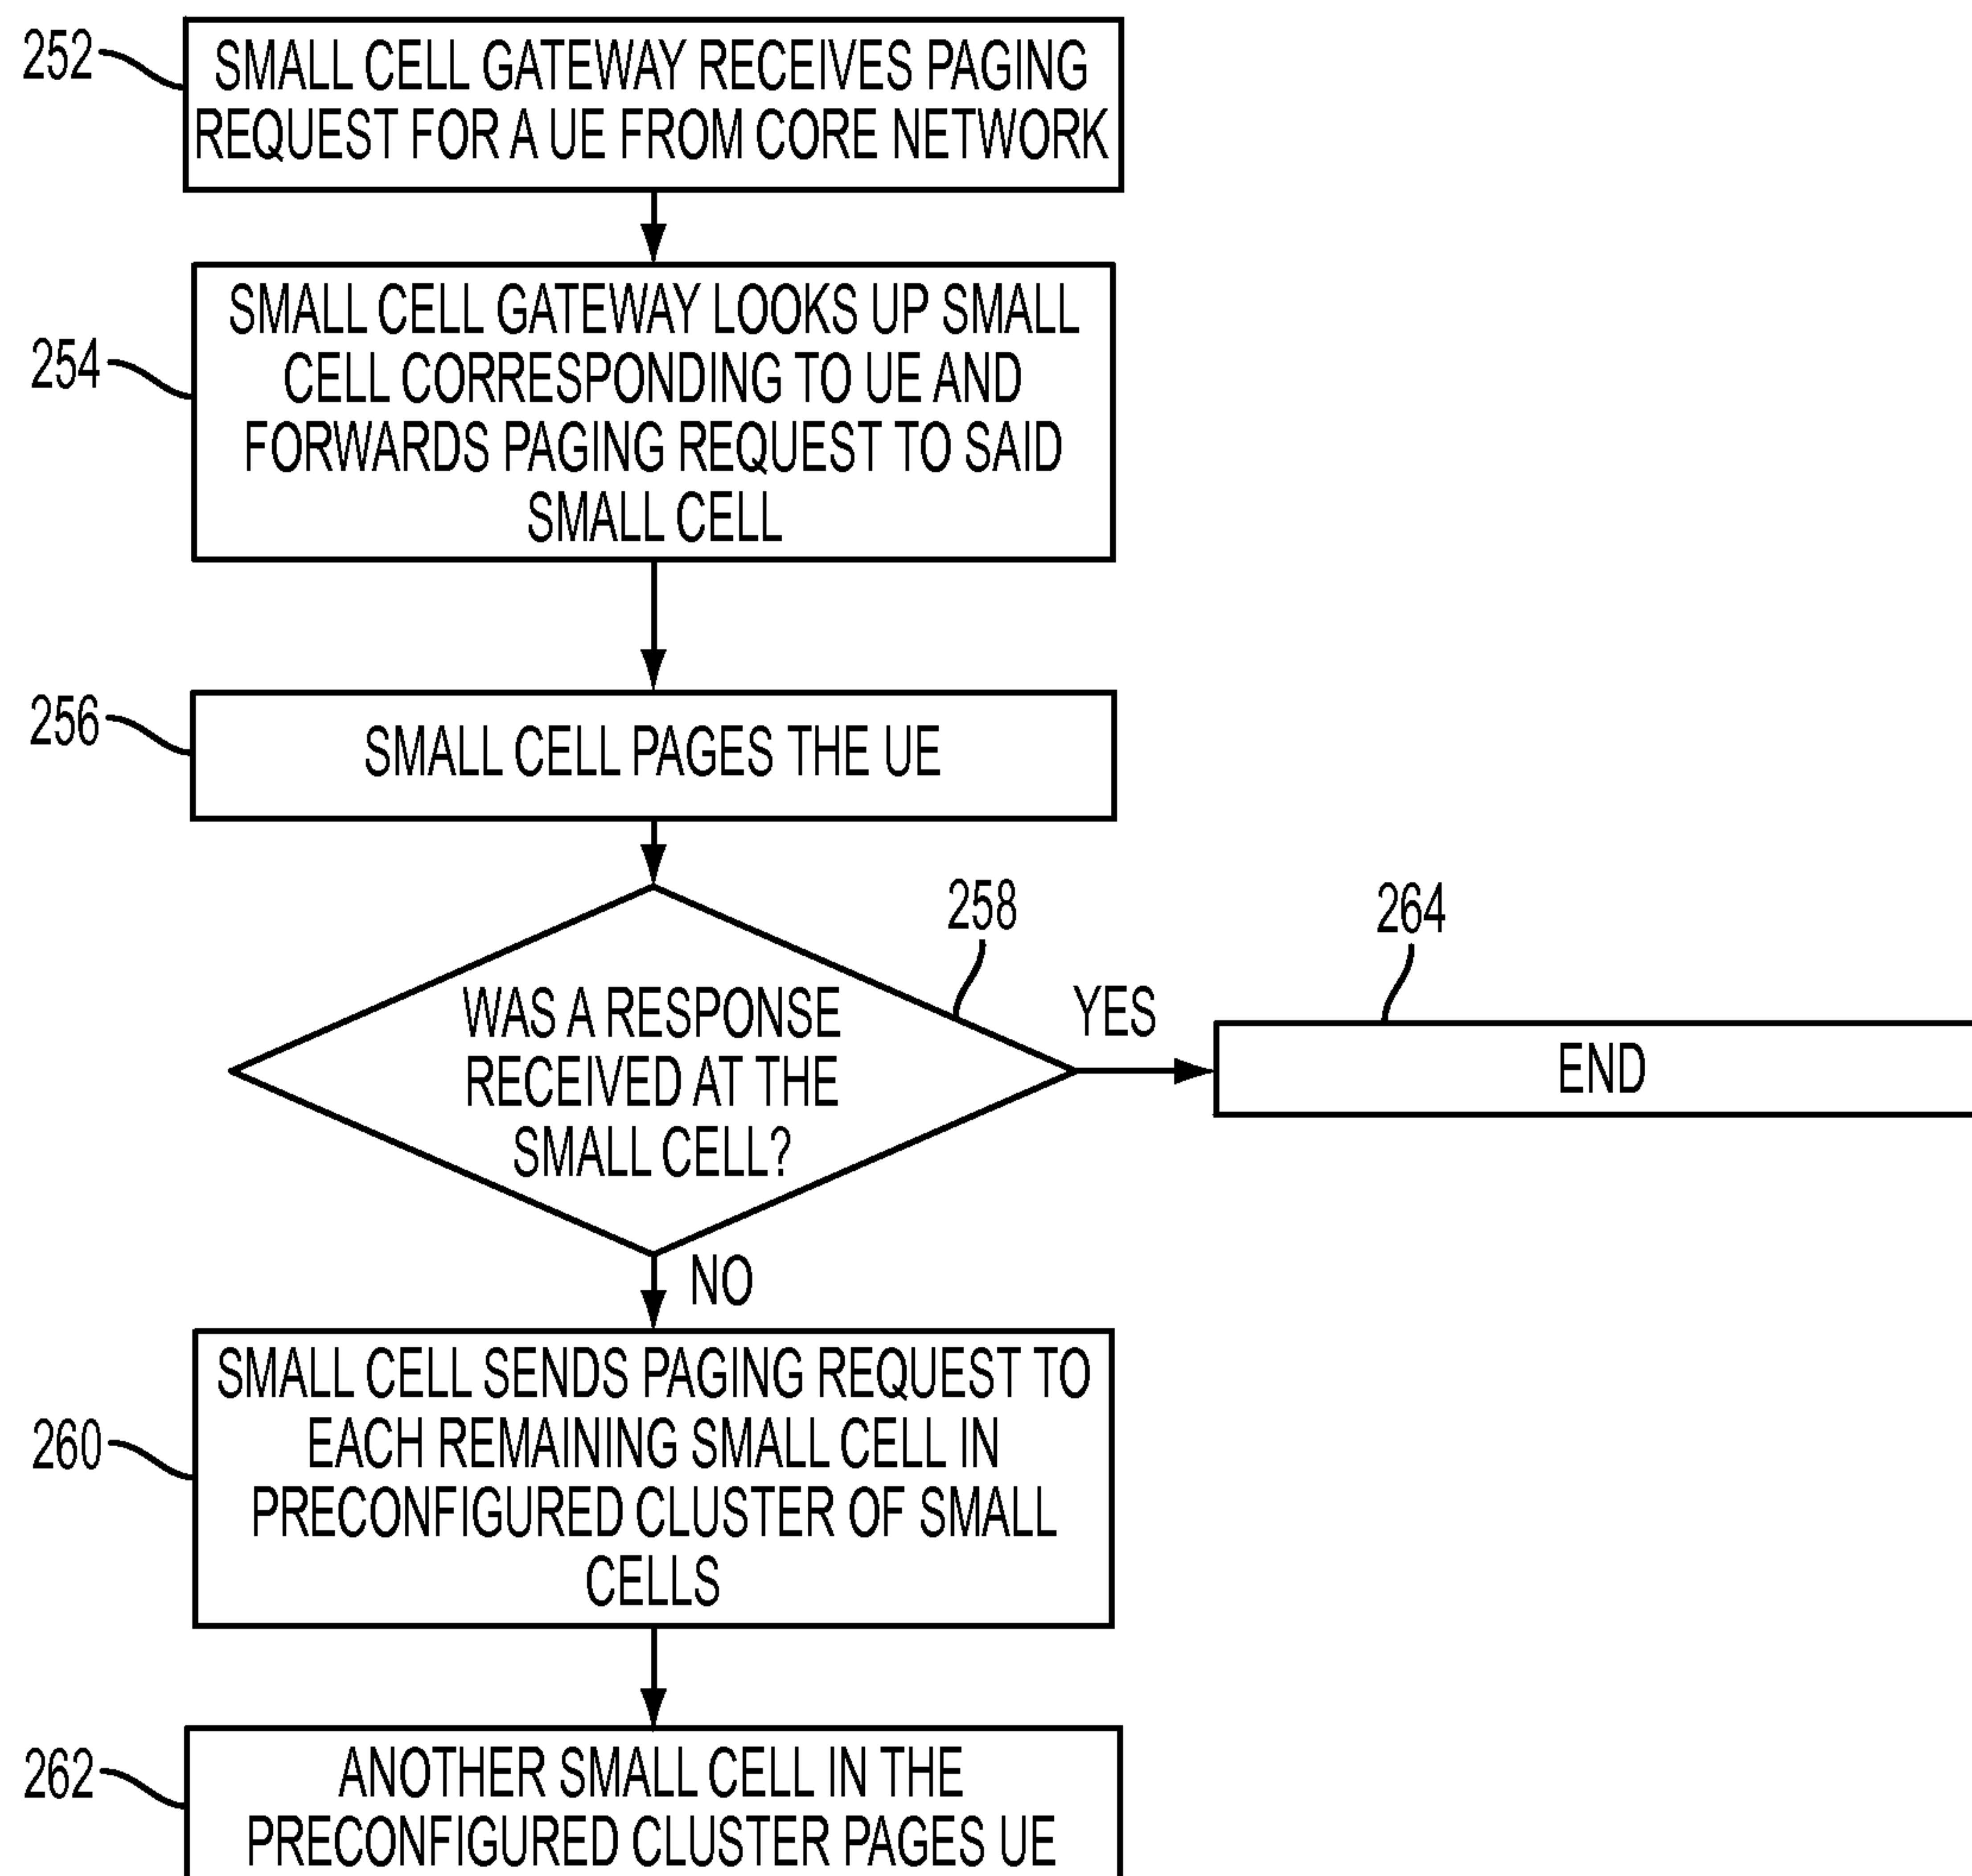 252
SMALL CELL GATEWAY RECEIVES PAGING
REQUEST FOR A UE FROM CORE NETWORK
254
SMALL CELL GATEWAY LOOKS UP SMALL
CELL CORRESPONDING TO UE AND
FORWARDS PAGING REQUEST TO SAID
SMALL CELL
256
SMALL CELL PAGES THE UE
258
WAS A RESPONSE
RECEIVED AT THE
SMALL CELL?
YES
264
END
NO
260
SMALL CELL SENDS PAGING REQUEST TO
EACH REMAINING SMALL CELL IN
PRECONFIGURED CLUSTER OF SMALL
CELLS
262
ANOTHER SMALL CELL IN THE
PRECONFIGURED CLUSTER PAGES UE